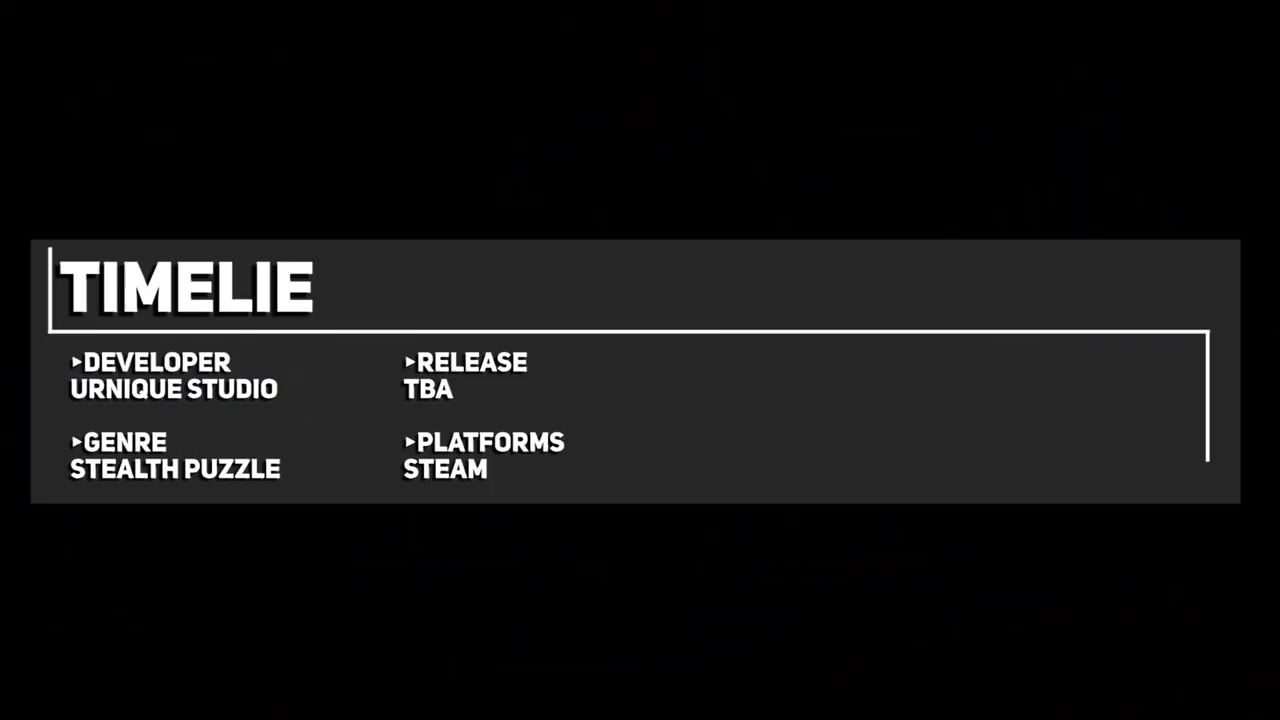 TIMELIE
▸DEVELOPER
URNIQUE STUDIO
▸GENRE
STEALTH PUZZLE
▸RELEASE
TBA
▸PLATFORMS
STEAM